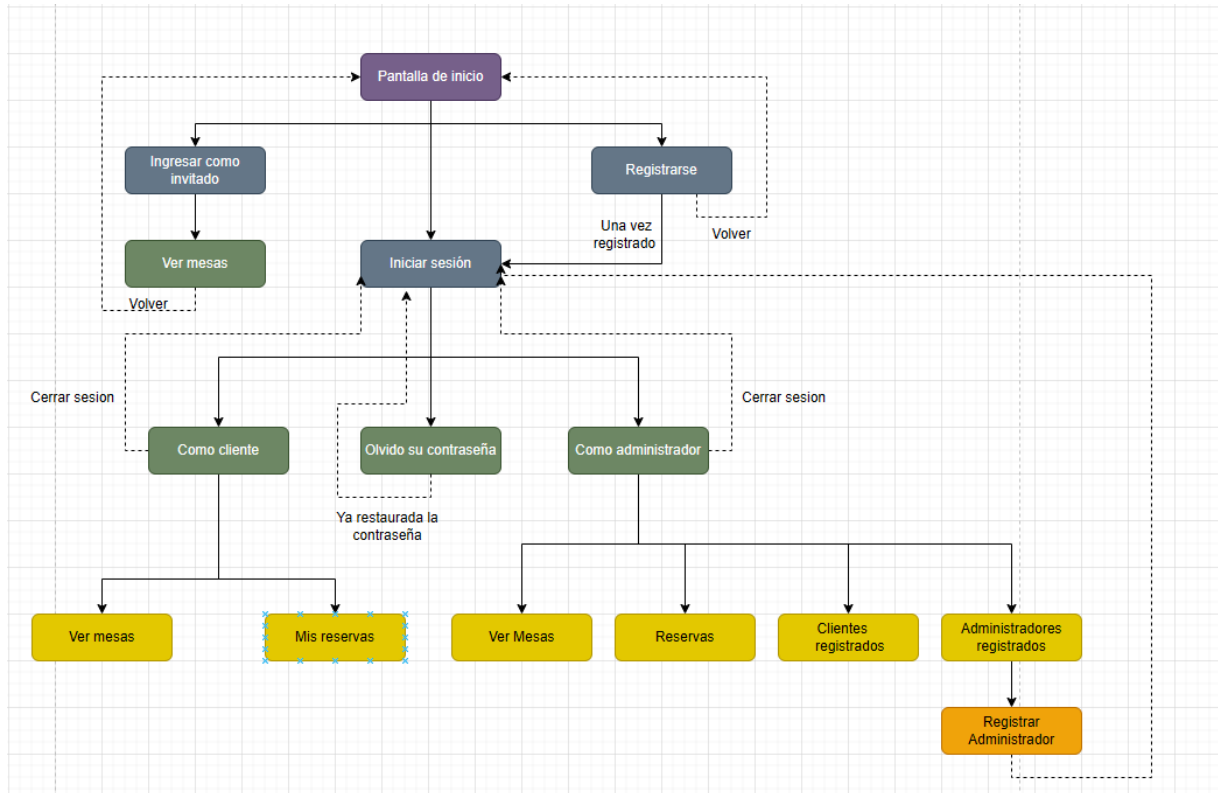 Pantalla de inicio
Ingresar como
invitado
Registrarse
Una vez
registrado
Volver
Ver mesas
Iniciar sesión
Volver
Cerrar sesion
Cerrar sesion
Como cliente
Olvido su contraseña
Como administrador
Ya restaurada la
contraseña
Ver mesas
Mis reservas
Ver Mesas
Reservas
Clientes
registrados
Administradores
registrados
Registrar
Administrador